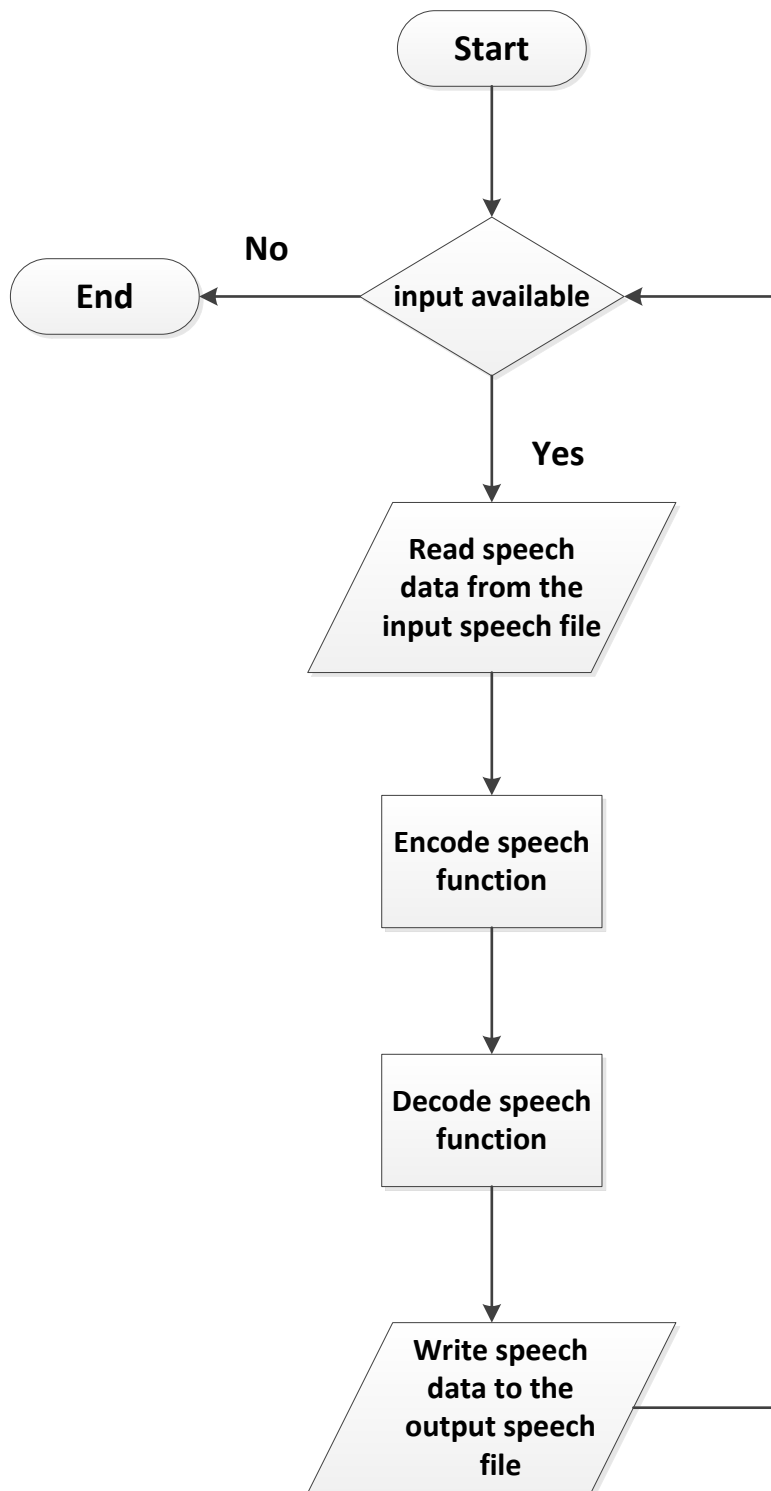 Start
No
End
input available
Yes
Read speech
data from the
input speech file
Encode speech
function
Decode speech
function
Write speech
data to the
output speech
file